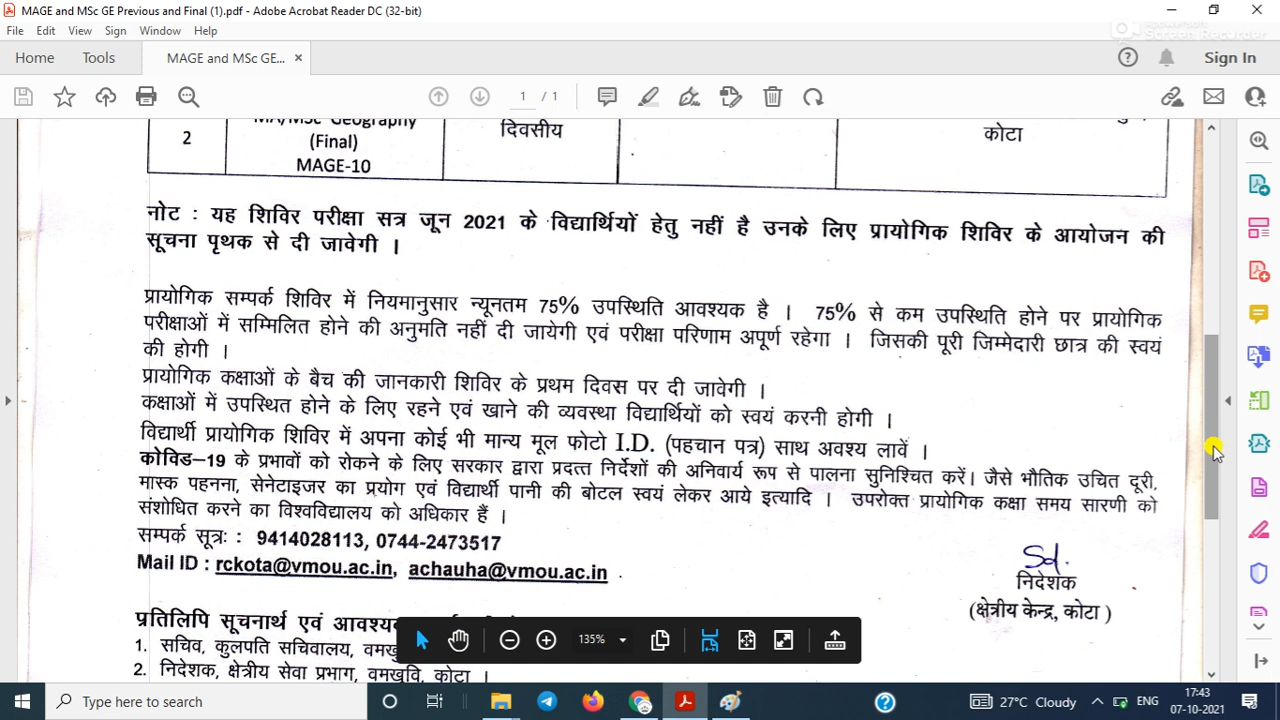 MAGE and MSc GE Previous and Final (1).pdf - Adobe Acrobat Reader DC (32-bit)
File Edit View Sign Window Help
Screen Recorder
Home Tools MAGE and MSc GE... × Sign In
1 / 1
MA/MSc Geography
2 (Final) दिवसीय कोटा
MAGE-10
नोट : यह शिविर परीक्षा सत्र जून 2021 के विद्यार्थियों हेतु नहीं है उनके लिए प्रायोगिक शिविर के आयोजन की
सूचना पृथक से दी जावेगी ।
प्रायोगिक सम्पर्क शिविर में नियमानुसार न्यूनतम 75% उपस्थिति आवश्यक है । 75% से कम उपस्थिति होने पर प्रायोगिक
परीक्षाओं में सम्मिलित होने की अनुमति नहीं दी जायेगी एवं परीक्षा परिणाम अपूर्ण रहेगा । जिसकी पूरी जिम्मेदारी छात्र की स्वयं
की होगी ।
प्रायोगिक कक्षाओं के बैच की जानकारी शिविर के प्रथम दिवस पर दी जावेगी ।
कक्षाओं में उपस्थित होने के लिए रहने एवं खाने की व्यवस्था विद्यार्थियों को स्वयं करनी होगी ।
विद्यार्थी प्रायोगिक शिविर में अपना कोई भी मान्य मूल फोटो I.D. (पहचान पत्र) साथ अवश्य लावें ।
कोविड–19 के प्रभावों को रोकने के लिए सरकार द्वारा प्रदत्त निर्देशों की अनिवार्य रूप से पालना सुनिश्चित करें। जैसे भौतिक उचित दूरी,
मास्क पहनना, सेनेटाइजर का प्रयोग एवं विद्यार्थी पानी की बोटल स्वयं लेकर आये इत्यादि । उपरोक्त प्रायोगिक कक्षा समय सारणी को
संशोधित करने का विश्वविद्यालय को अधिकार हैं ।
सम्पर्क सूत्रः : 9414028113, 0744-2473517
Mail ID : rckota@vmou.ac.in, achauha@vmou.ac.in
Sd.
निदेशक
(क्षेत्रीय केन्द्र, कोटा )
प्रतिलिपि सूचनार्थ एवं
1. सचिव, कुलपति सचिवालय,
2. निदेशक, क्षेत्रीय सेवा प्रभाग, वमखुवि, कोटा ।
135%
Type here to search
27°C Cloudy ENG 17:43
07-10-2021